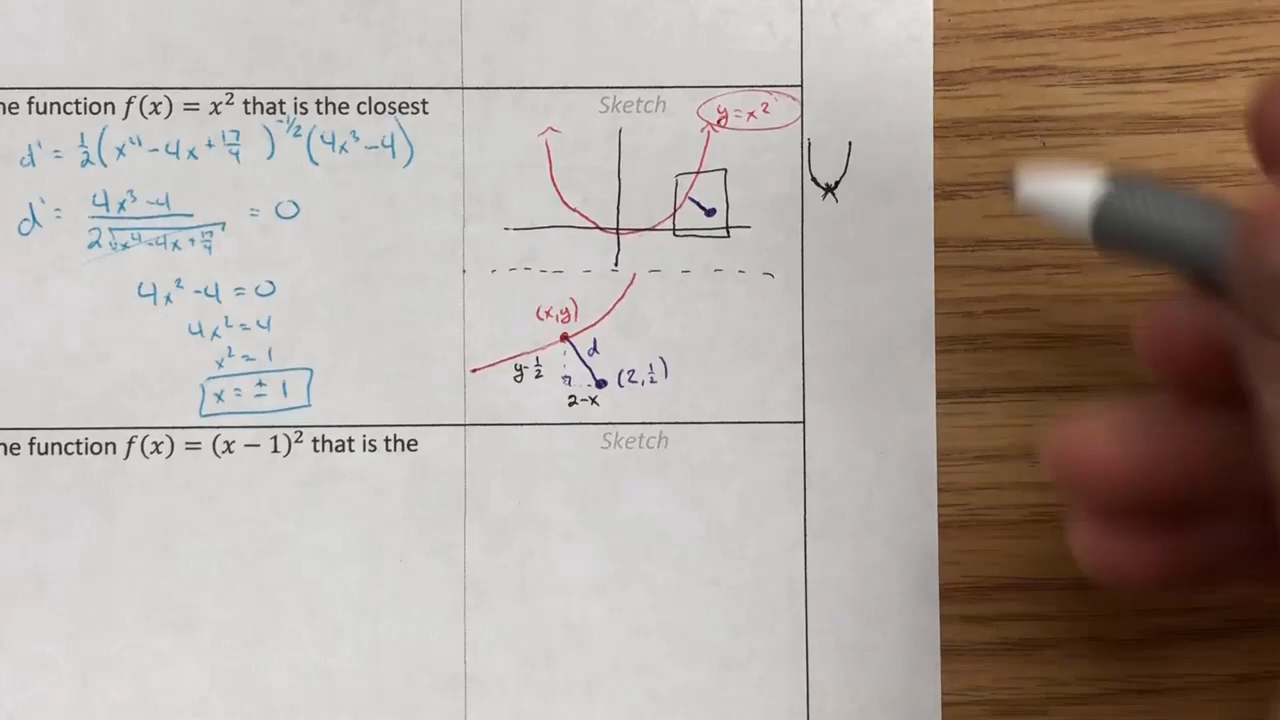 he function f(x) = x² that is the closest
d' = ½(x⁴ - 4x + 17/4)^-1/2 (4x³ - 4)
d' = (4x³ - 4)/(2√(x⁴ - 4x + 17/4)) = 0
4x² - 4 = 0
4x² = 4
x² = 1
x = ± 1
Sketch
y = x²
(x,y)
d
y-½
(2,½)
2-x
he function f(x) = (x − 1)² that is the
Sketch